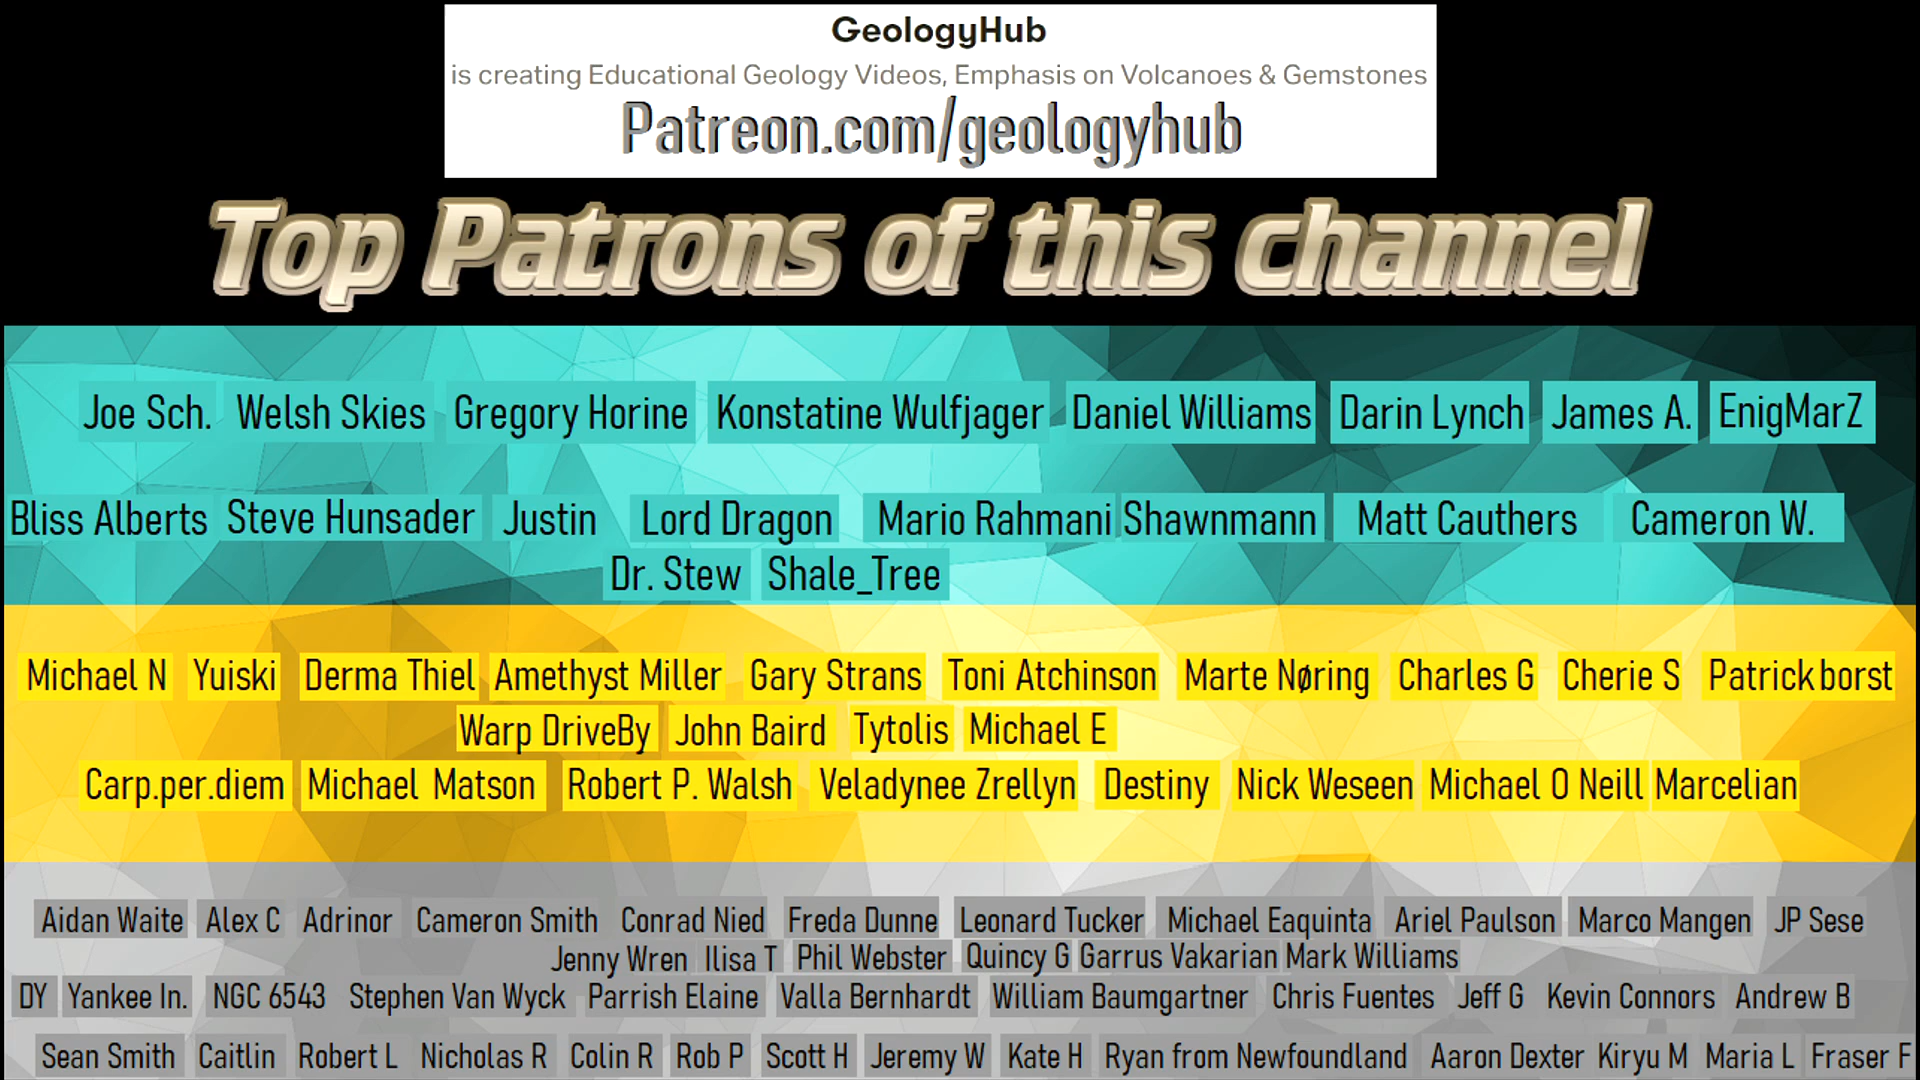 GeologyHub
is creating Educational Geology Videos, Emphasis on Volcanoes & Gemstones
Patreon.com/geologyhub
Top Patrons of this channel
Joe Sch. Welsh Skies Gregory Horine Konstatine Wulfjager Daniel Williams Darin Lynch James A. EnigMarZ
Bliss Alberts Steve Hunsader Justin Lord Dragon Mario Rahmani Shawnmann Matt Cauthers Cameron W.
Dr. Stew Shale_Tree
Michael N Yuiski Derma Thiel Amethyst Miller Gary Strans Toni Atchinson Marte Nøring Charles G Cherie S Patrick borst
Warp DriveBy John Baird Tytolis Michael E
Carp.per.diem Michael Matson Robert P. Walsh Veladynee Zrellyn Destiny Nick Weseen Michael O Neill Marcelian
Aidan Waite Alex C Adrinor Cameron Smith Conrad Nied Freda Dunne Leonard Tucker Michael Eaquinta Ariel Paulson Marco Mangen JP Sese
Jenny Wren Ilisa T Phil Webster Quincy G Garrus Vakarian Mark Williams
DY Yankee In. NGC 6543 Stephen Van Wyck Parrish Elaine Valla Bernhardt William Baumgartner Chris Fuentes Jeff G Kevin Connors Andrew B
Sean Smith Caitlin Robert L Nicholas R Colin R Rob P Scott H Jeremy W Kate H Ryan from Newfoundland Aaron Dexter Kiryu M Maria L Fraser F